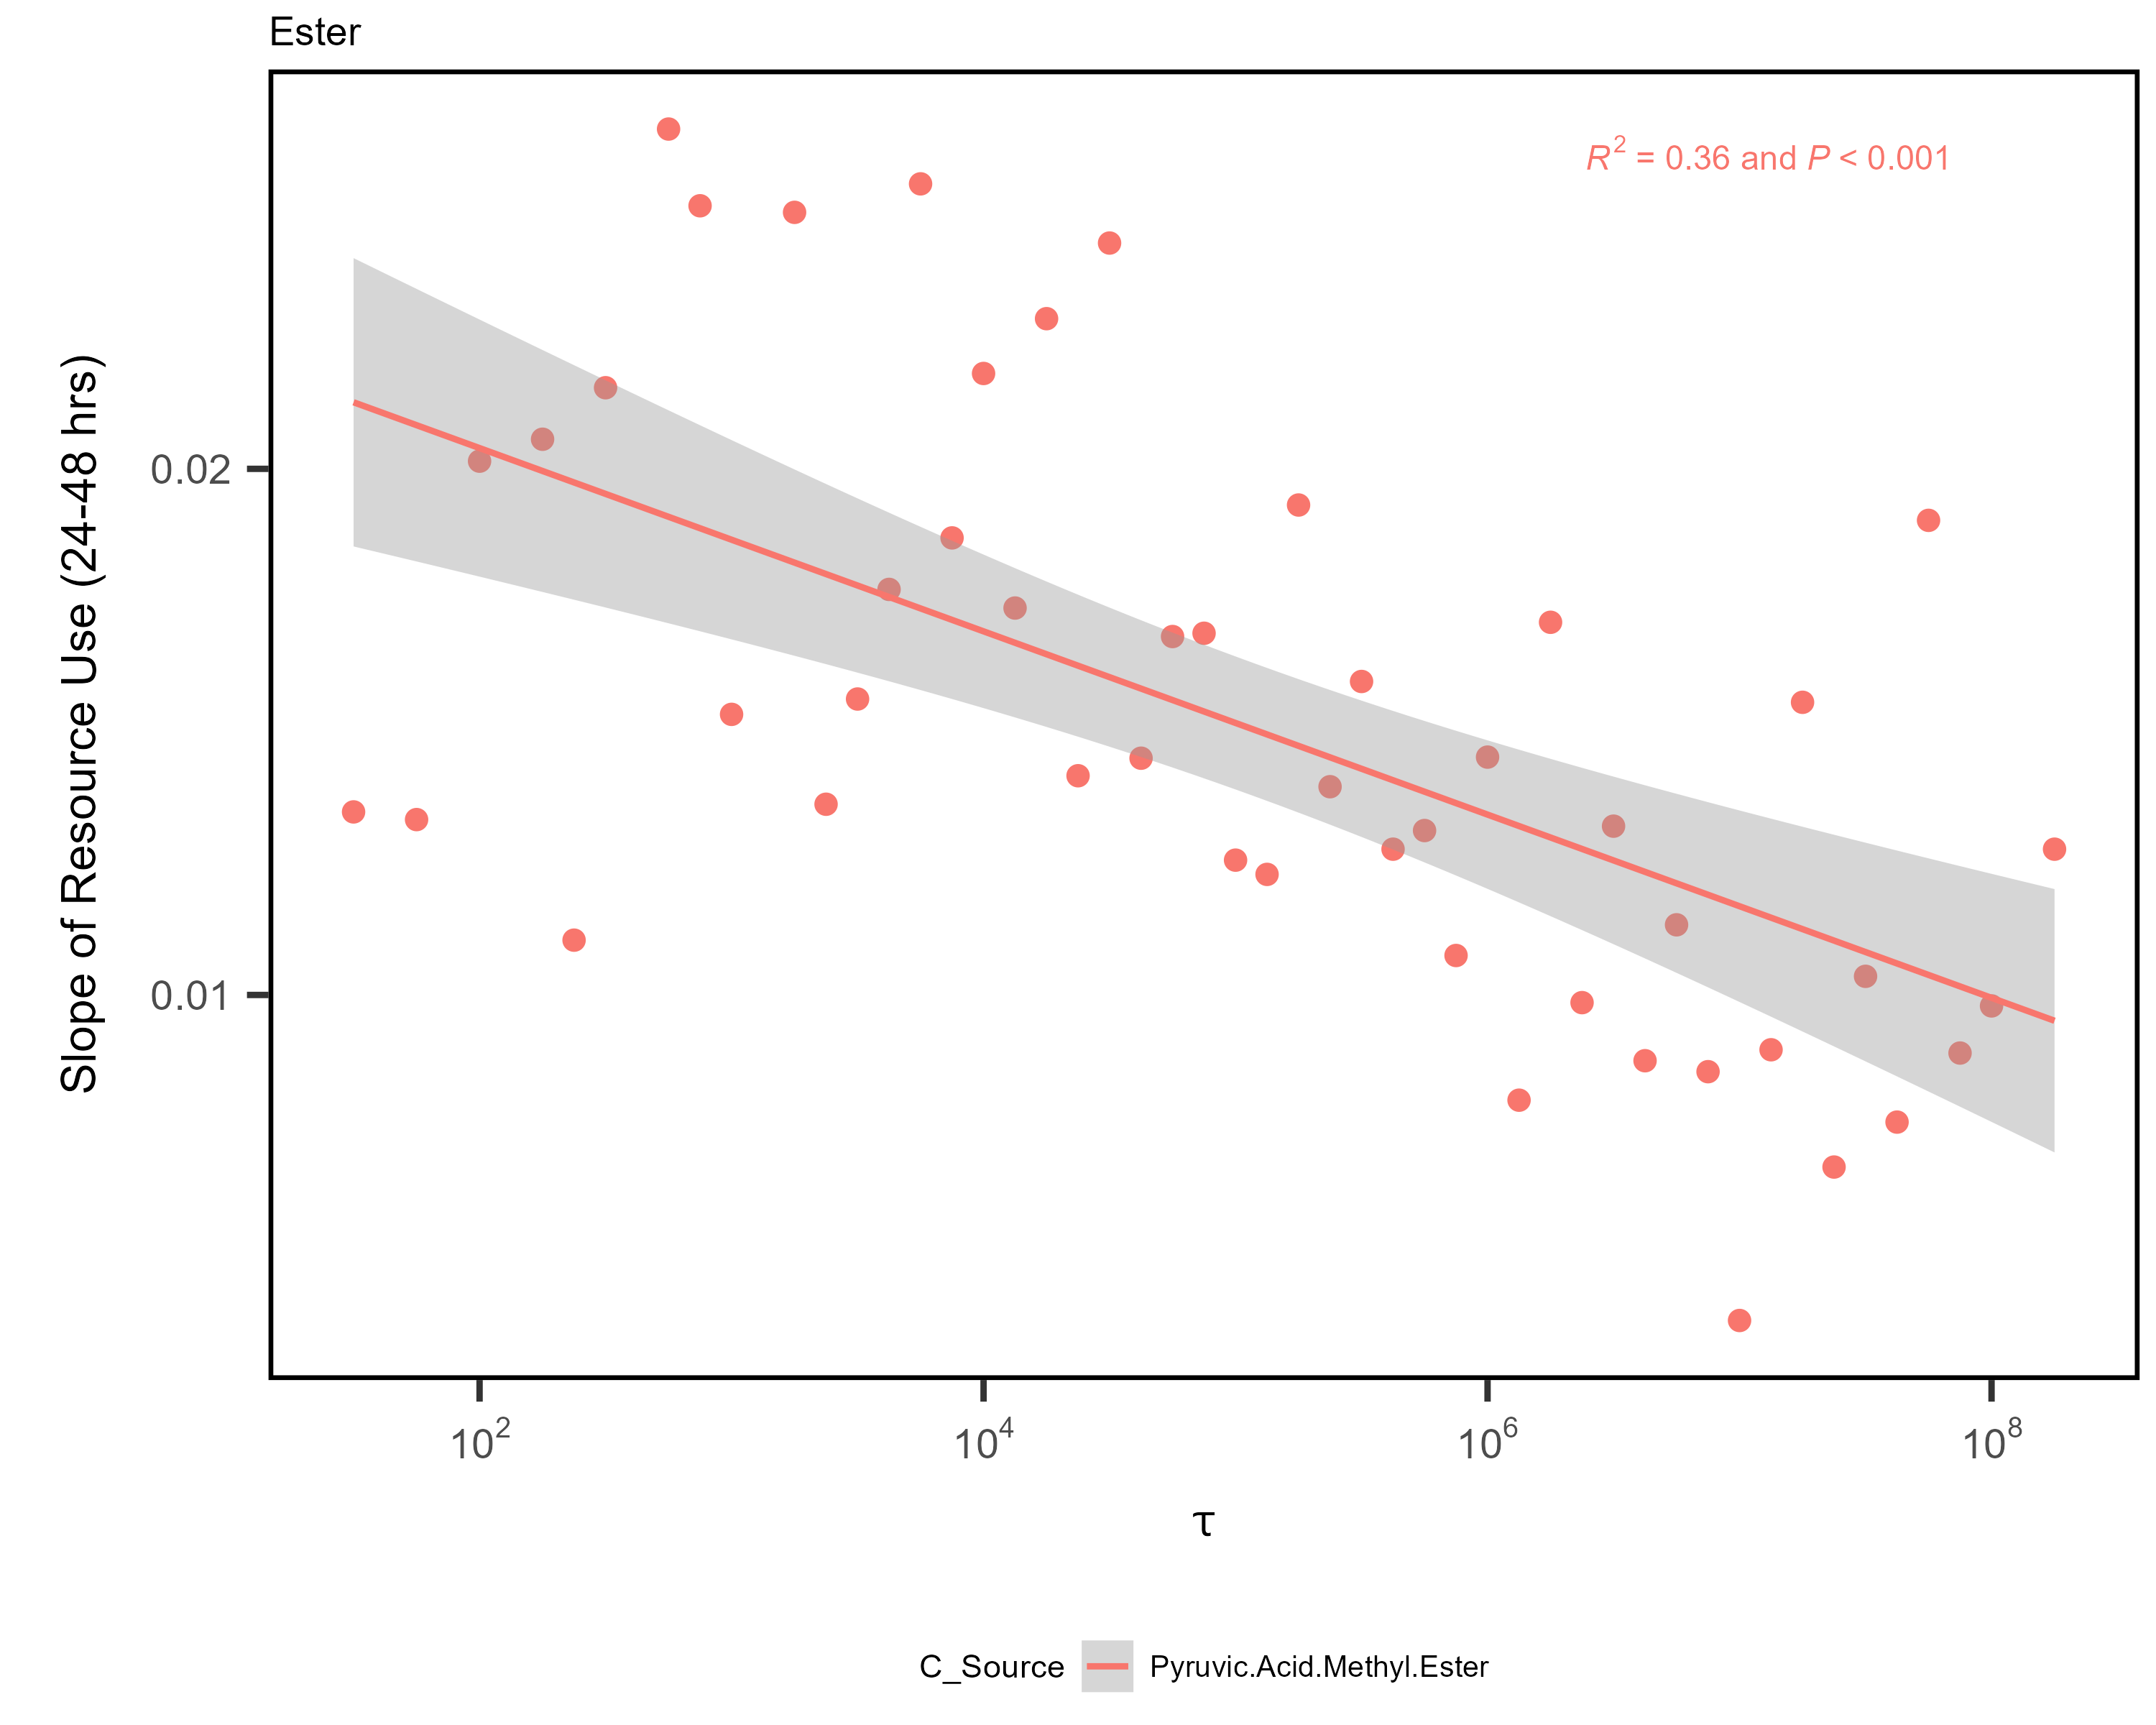 Ester
R² = 0.36 and P < 0.001
Slope of Resource Use (24-48 hrs)
0.02
0.01
10² 10⁴ 10⁶ 10⁸
τ
C_Source Pyruvic.Acid.Methyl.Ester